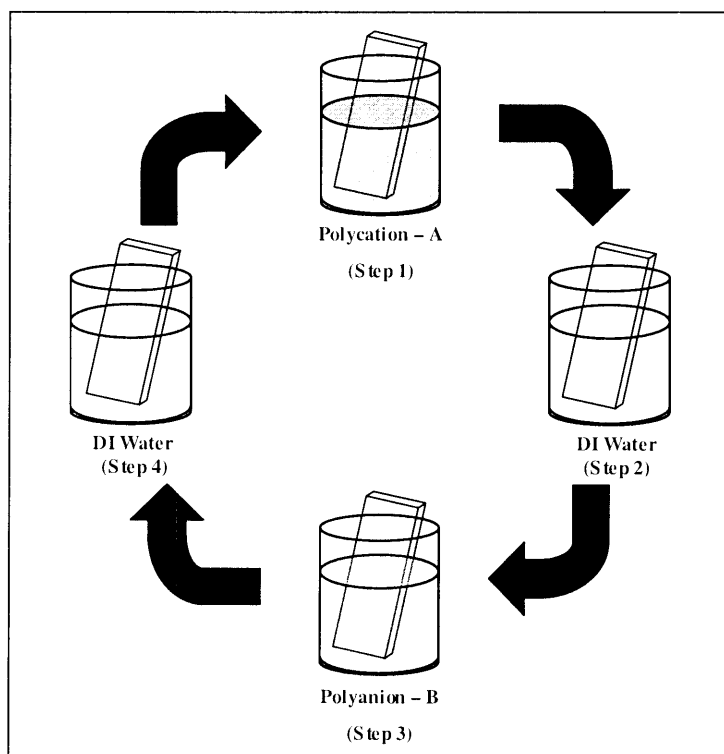 Polycation – A
(Step 1)
DI Water
(Step 2)
Polyanion – B
(Step 3)
DI Water
(Step 4)